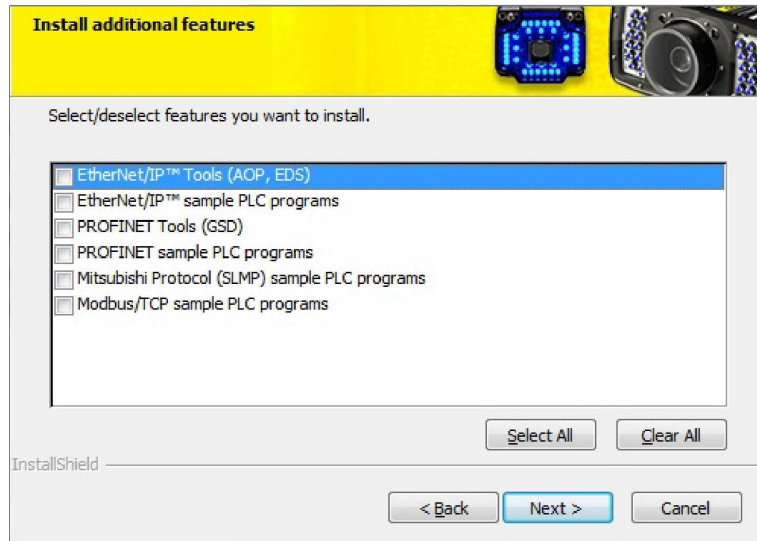 Install additional features
Select/deselect features you want to install.
EtherNet/IP™ Tools (AOP, EDS)
EtherNet/IP™ sample PLC programs
PROFINET Tools (GSD)
PROFINET sample PLC programs
Mitsubishi Protocol (SLMP) sample PLC programs
Modbus/TCP sample PLC programs
Select All Clear All
InstallShield
< Back Next > Cancel